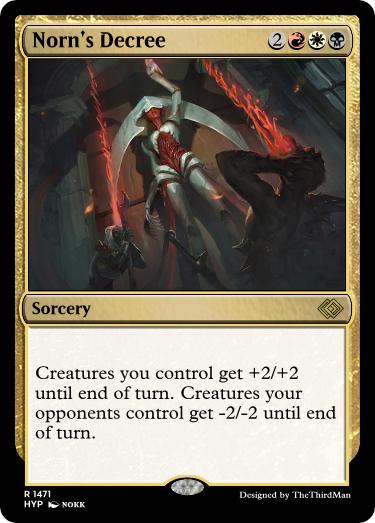 Norn's Decree 2
Sorcery
Creatures you control get +2/+2
until end of turn. Creatures your
opponents control get -2/-2 until end
of turn.
R 1471
HYP NOKK
Designed by TheThirdMan